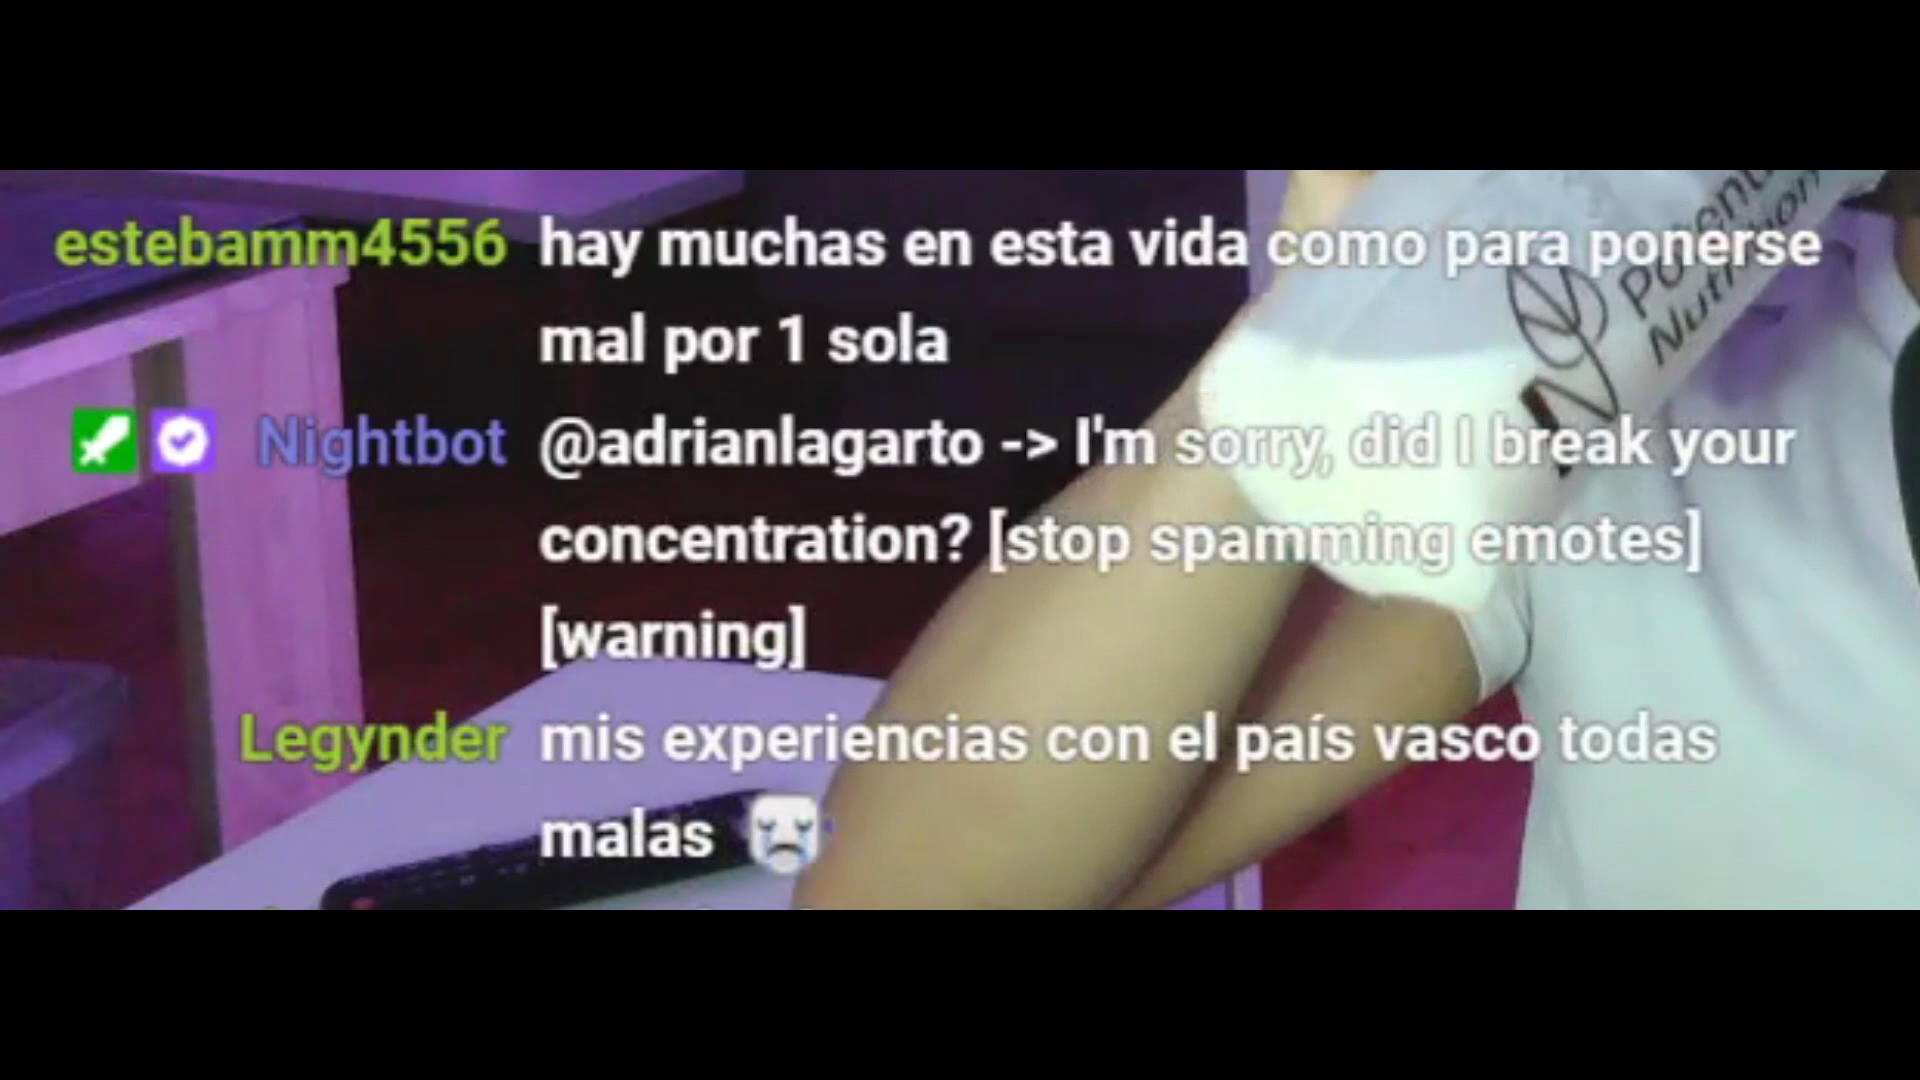 estebamm4556 hay muchas en esta vida como para ponerse
mal por 1 sola
Nightbot @adrianlagarto -> I'm sorry, did I break your
concentration? [stop spamming emotes]
[warning]
Legynder mis experiencias con el país vasco todas
malas
Nutrition